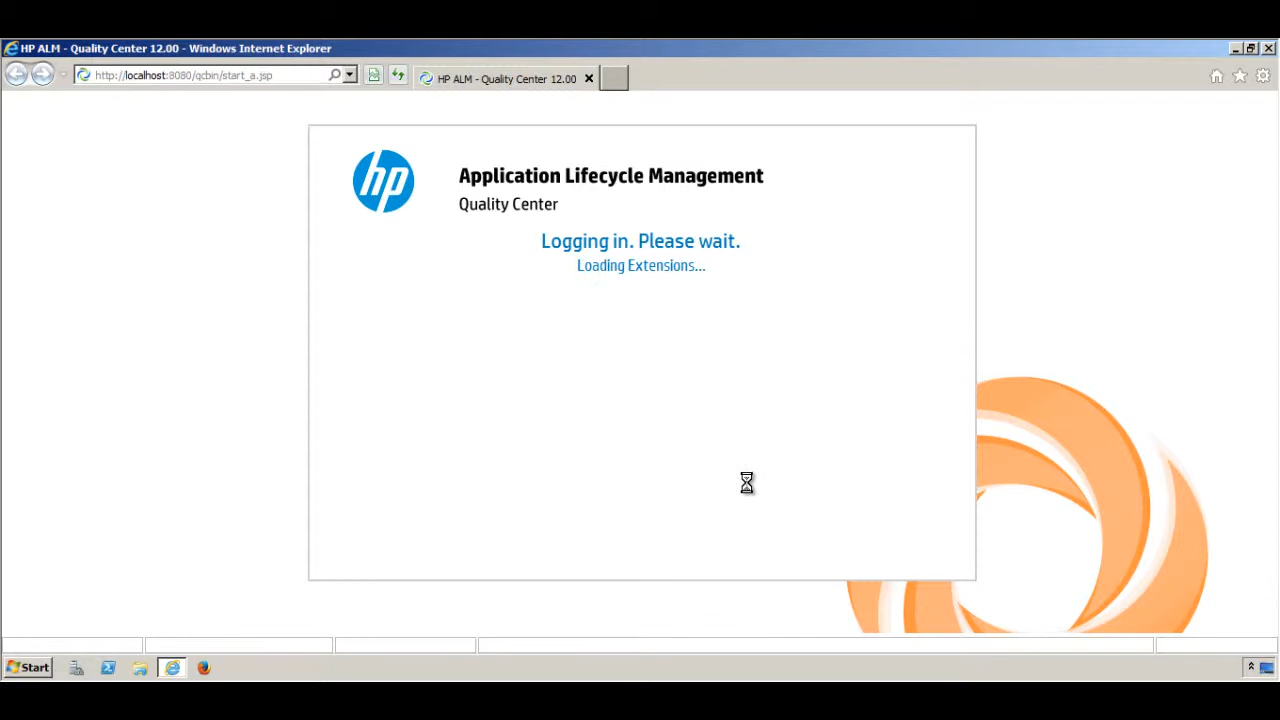 HP ALM - Quality Center 12.00 - Windows Internet Explorer
http://localhost:8080/qcbin/start_a.jsp
HP ALM - Quality Center 12.00
hp
Application Lifecycle Management
Quality Center
Logging in. Please wait.
Loading Extensions...
Start